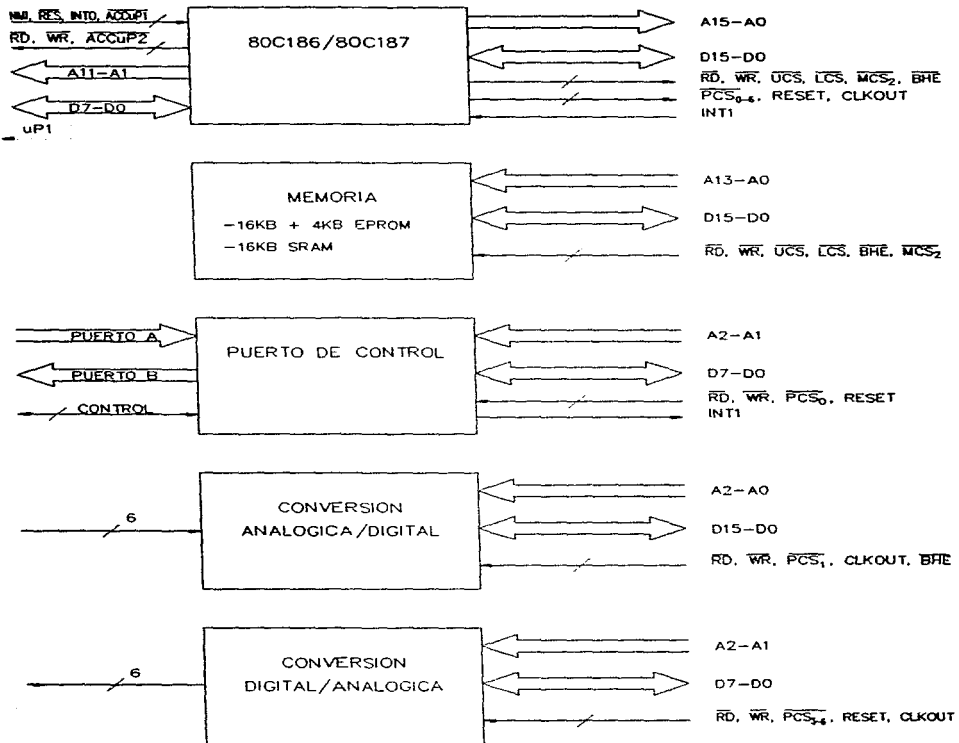 NMI, RES, INT0, ACCuP1
RD, WR, ACCuP2
A11-A1
D7-D0
uP1
80C186/80C187
A15-A0
D15-D0
RD, WR, UCS, LCS, MCS2, BHE
PCS0-6, RESET, CLKOUT
INT1
MEMORIA
-16KB + 4KB EPROM
-16KB SRAM
A13-A0
D15-D0
RD, WR, UCS, LCS, BHE, MCS2
PUERTO A
PUERTO B
CONTROL
PUERTO DE CONTROL
A2-A1
D7-D0
RD, WR, PCS0, RESET
INT1
6
CONVERSION
ANALOGICA/DIGITAL
A2-A0
D15-D0
RD, WR, PCS1, CLKOUT, BHE
6
CONVERSION
DIGITAL/ANALOGICA
A2-A1
D7-D0
RD, WR, PCS3-6, RESET, CLKOUT